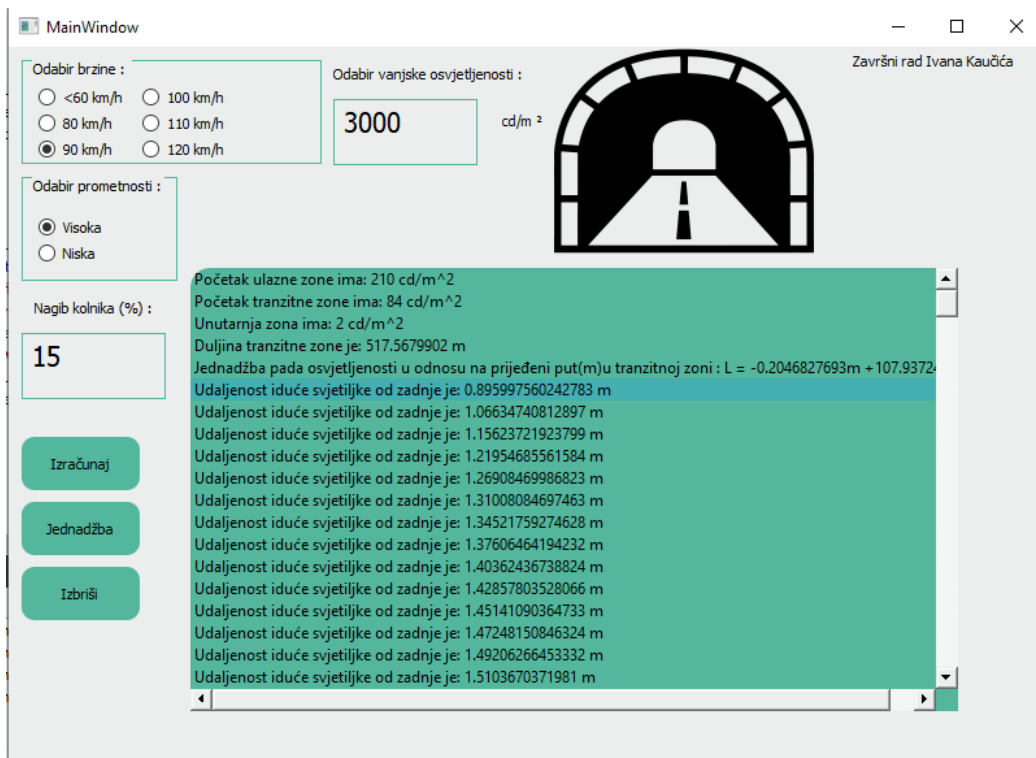 MainWindow
Završni rad Ivana Kaučića
Odabir brzine :
<60 km/h
100 km/h
80 km/h
110 km/h
90 km/h
120 km/h
Odabir vanjske osvjetljenosti :
3000
cd/m ²
Odabir prometnosti :
Visoka
Niska
Nagib kolnika (%) :
15
Izračunaj
Jednadžba
Izbriši
Početak ulazne zone ima: 210 cd/m^2
Početak tranzitne zone ima: 84 cd/m^2
Unutarnja zona ima: 2 cd/m^2
Duljina tranzitne zone je: 517.5679902 m
Jednadžba pada osvjetljenosti u odnosu na prijeđeni put(m)u tranzitnoj zoni : L = -0.2046827693m +107.9372
Udaljenost iduće svjetiljke od zadnje je: 0.895997560242783 m
Udaljenost iduće svjetiljke od zadnje je: 1.06634740812897 m
Udaljenost iduće svjetiljke od zadnje je: 1.15623721923799 m
Udaljenost iduće svjetiljke od zadnje je: 1.21954685561584 m
Udaljenost iduće svjetiljke od zadnje je: 1.26908469986823 m
Udaljenost iduće svjetiljke od zadnje je: 1.31008084697463 m
Udaljenost iduće svjetiljke od zadnje je: 1.34521759274628 m
Udaljenost iduće svjetiljke od zadnje je: 1.37606464194232 m
Udaljenost iduće svjetiljke od zadnje je: 1.40362436738824 m
Udaljenost iduće svjetiljke od zadnje je: 1.42857803528066 m
Udaljenost iduće svjetiljke od zadnje je: 1.45141090364733 m
Udaljenost iduće svjetiljke od zadnje je: 1.47248150846324 m
Udaljenost iduće svjetiljke od zadnje je: 1.49206266453332 m
Udaljenost iduće svjetiljke od zadnje je: 1.5103670371981 m